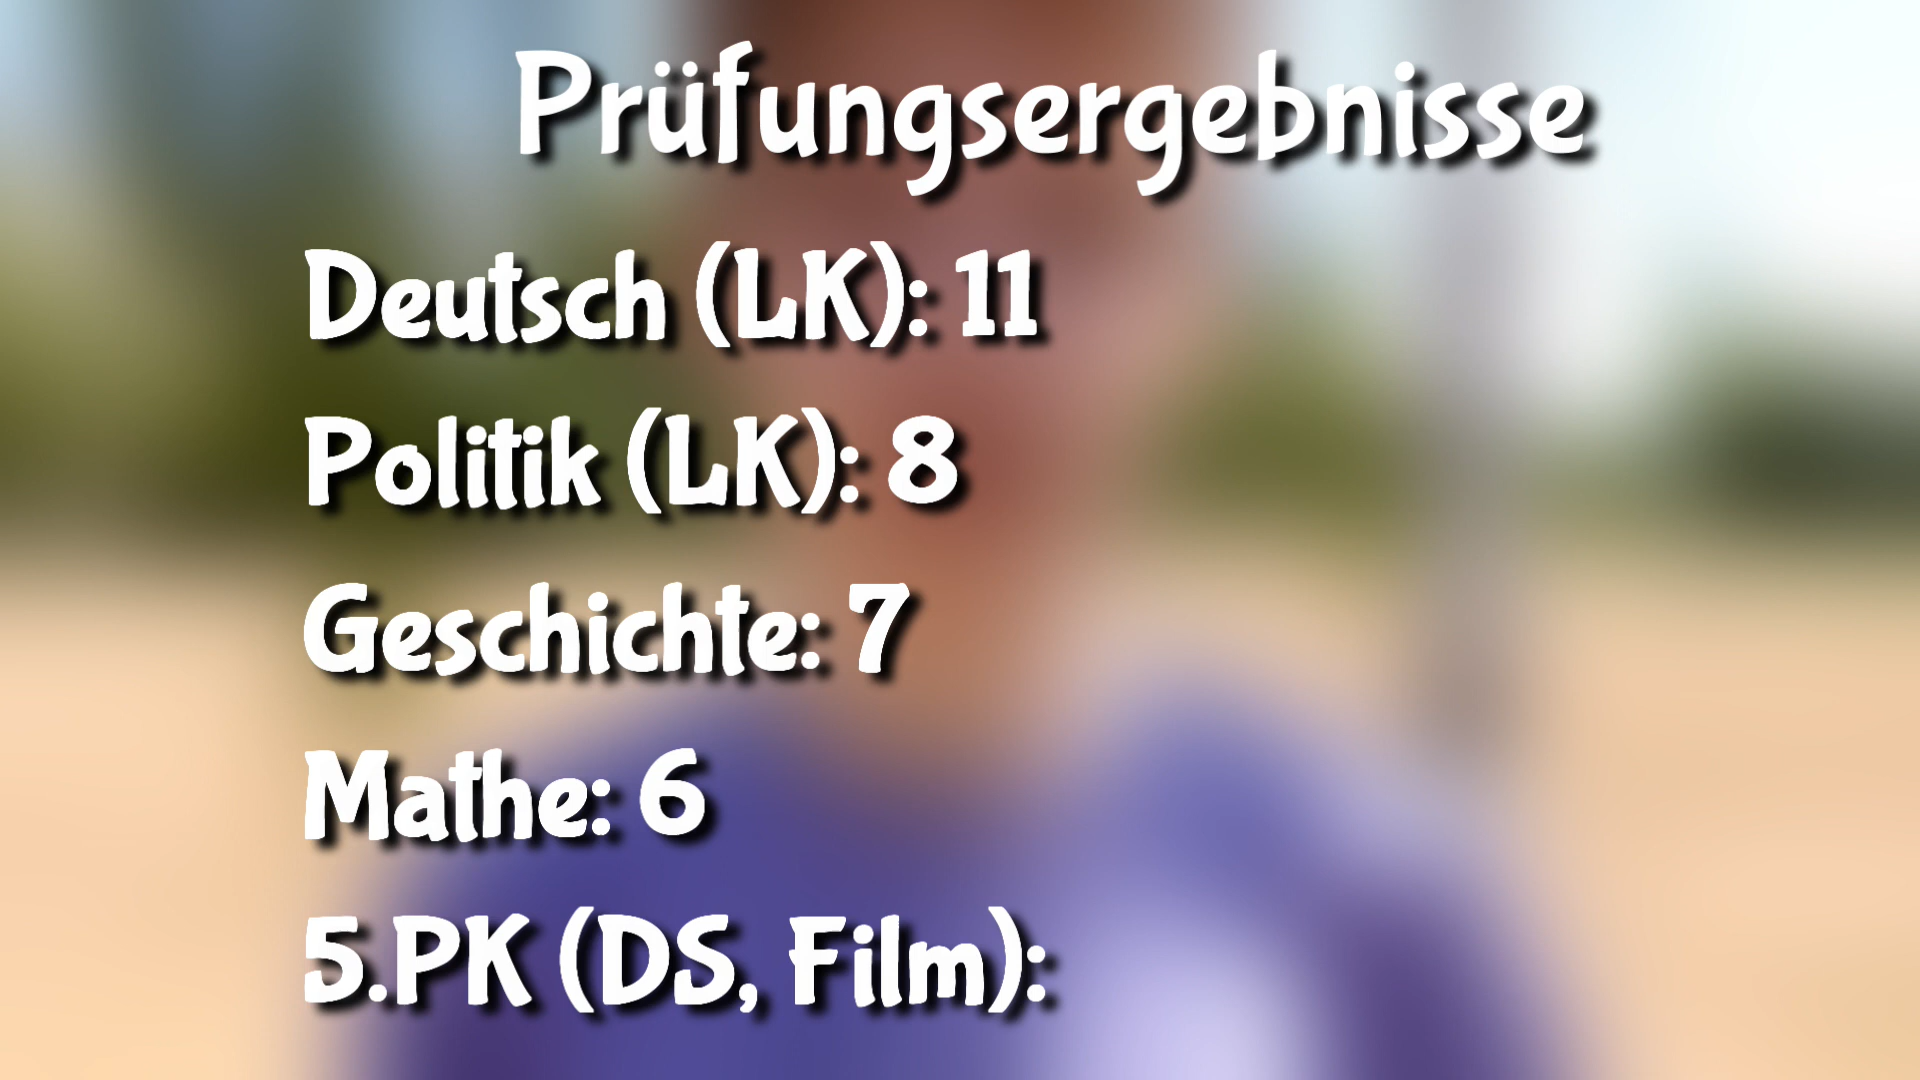 Prüfungsergebnisse
Deutsch (LK): 11
Politik (LK): 8
Geschichte: 7
Mathe: 6
5.PK (DS, Film):